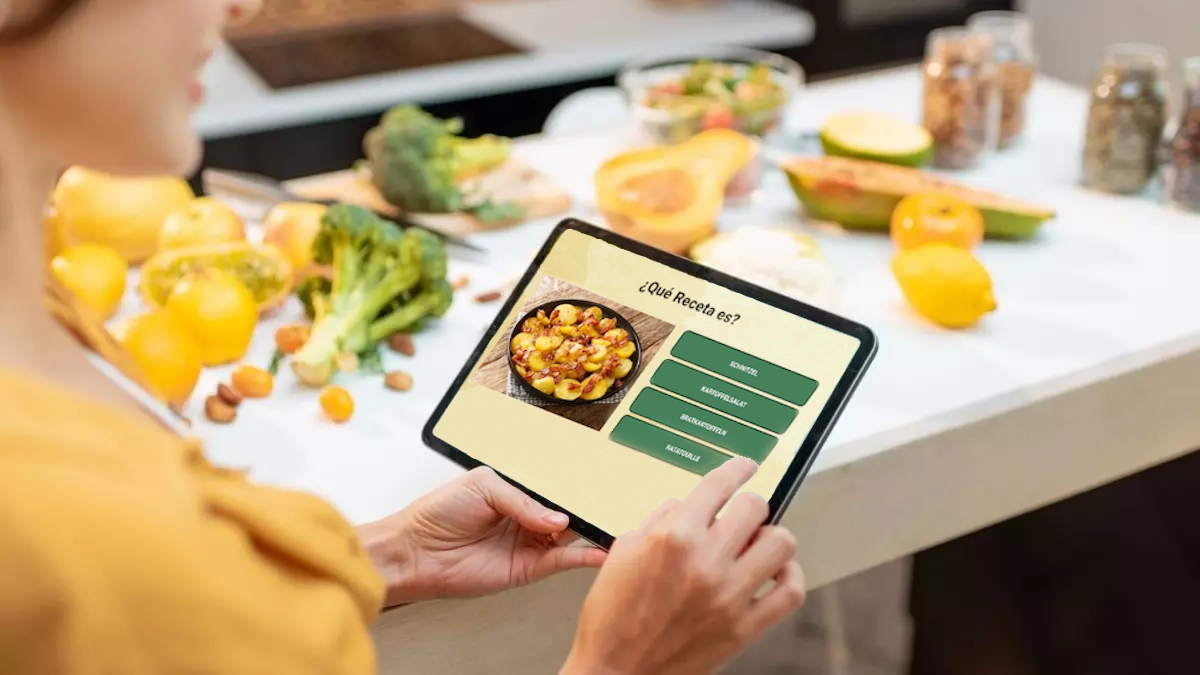 ¿Qué Receta es?
SCHNITZEL
KARTOFFELSALAT
BRATKARTOFFELN
RATATOUILLE